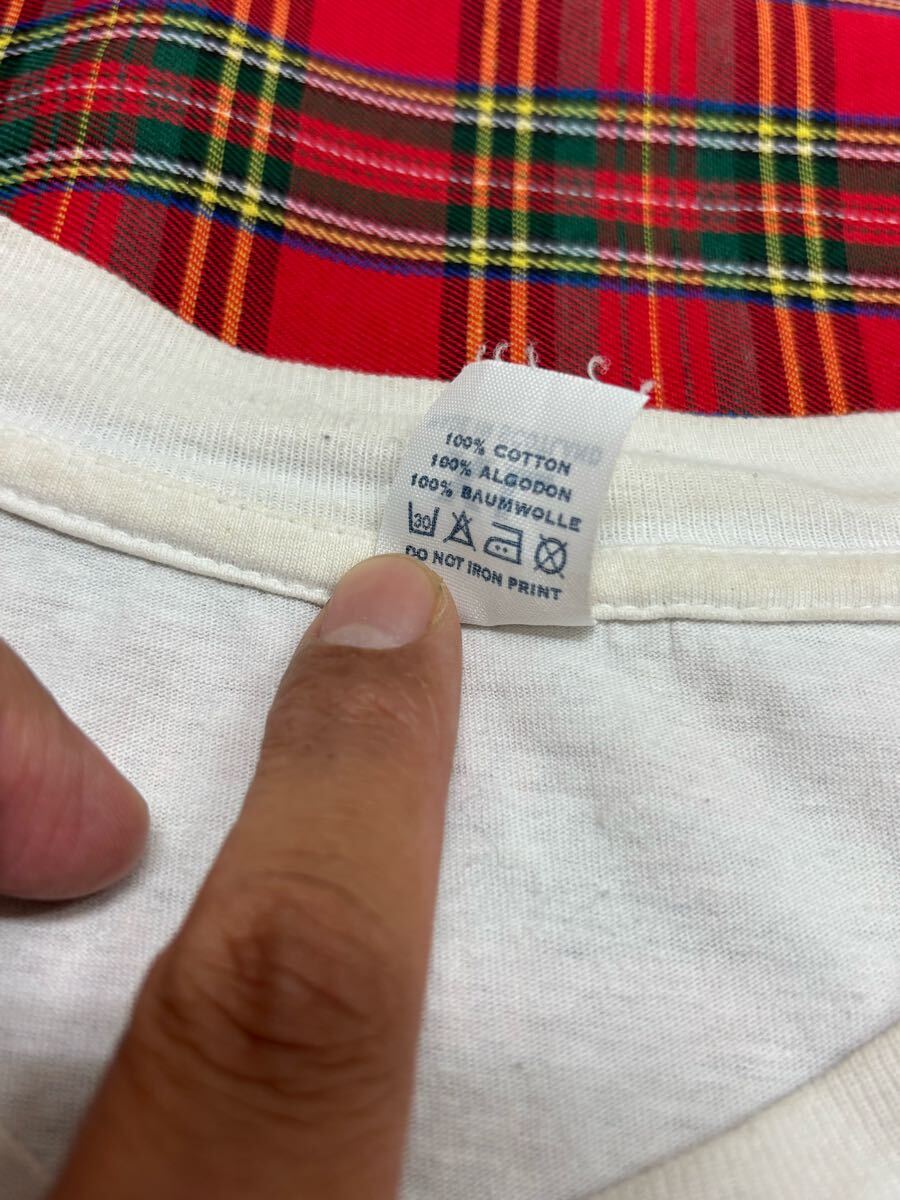 100% COTTON
100% ALGODON
100% BAUMWOLLE
30
DO NOT IRON PRINT